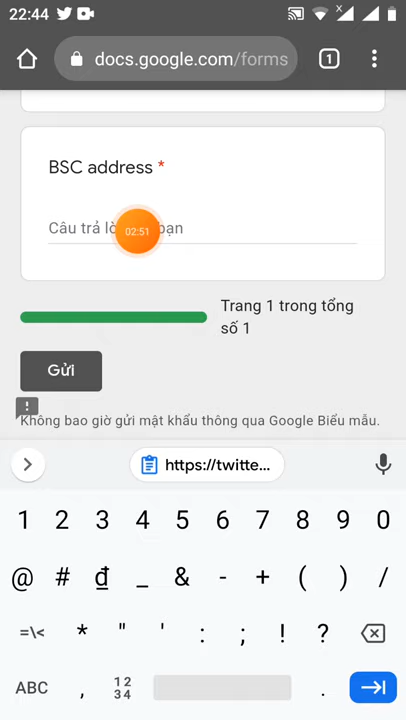 22:44
docs.google.com/forms
1
BSC address *
Câu trả lờ bạn
02:51
Trang 1 trong tổng
số 1
Gửi
!
Không bao giờ gửi mật khẩu thông qua Google Biểu mẫu.
https://twitte...
1 2 3 4 5 6 7 8 9 0
@ # ₫ _ & - + ( ) /
=\< * " ' : ; ! ?
ABC , 12 .
34